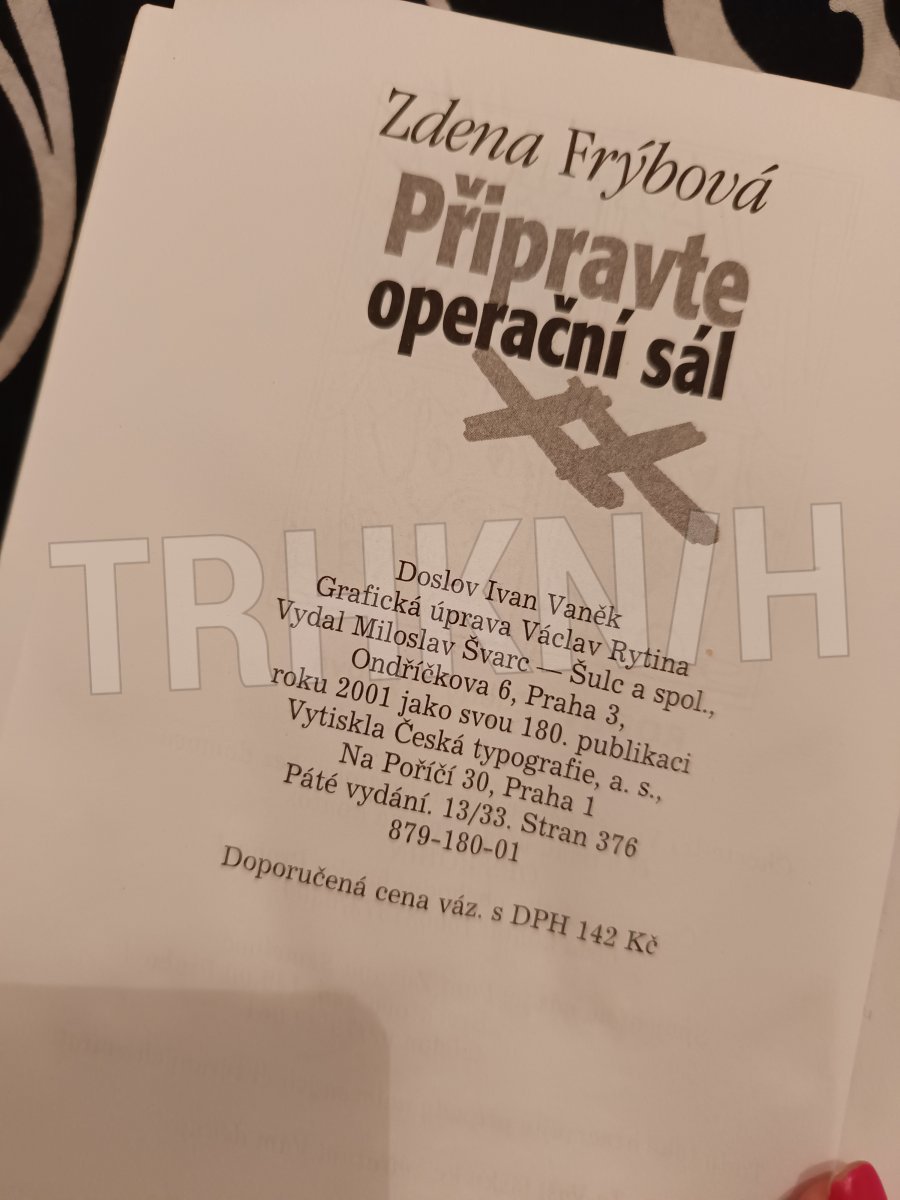 Zdena Frýbová
Připravte
operační sál
TRHKNIH
Doslov Ivan Vaněk
Grafická úprava Václav Rytina
Vydal Miloslav Švarc — Šulc a spol.,
Ondříčkova 6, Praha 3,
roku 2001 jako svou 180. publikaci
Vytiskla Česká typografie, a. s.,
Na Poříčí 30, Praha 1
Páté vydání. 13/33. Stran 376
879-180-01
Doporučená cena váz. s DPH 142 Kč